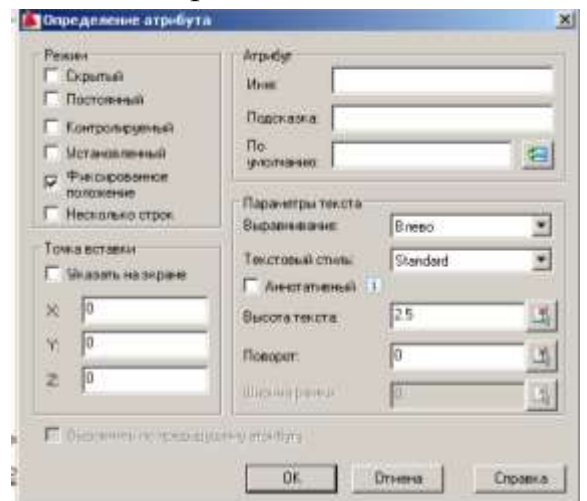 Определение атрибута
Режим
Скрытый
Постоянный
Контролируемый
Установленный
Фиксированное
положение
Несколько строк
Точка вставки
Указать на экране
X: 0
Y: 0
Z: 0
Атрибут
Имя:
Подсказка:
По
умолчанию:
Параметры текста
Выравнивание: Влево
Текстовый стиль: Standard
Аннотативный
Высота текста: 2.5
Поворот: 0
Ширина рамки: 0
Выровнять по предыдущему атрибуту
OK Отмена Справка